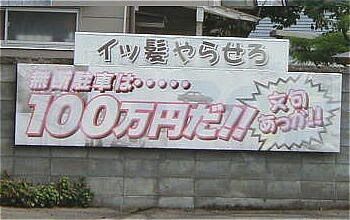 イッ髪やらせろ
無断駐車は・・・・・
100万円だ!!
文句
あっか!!